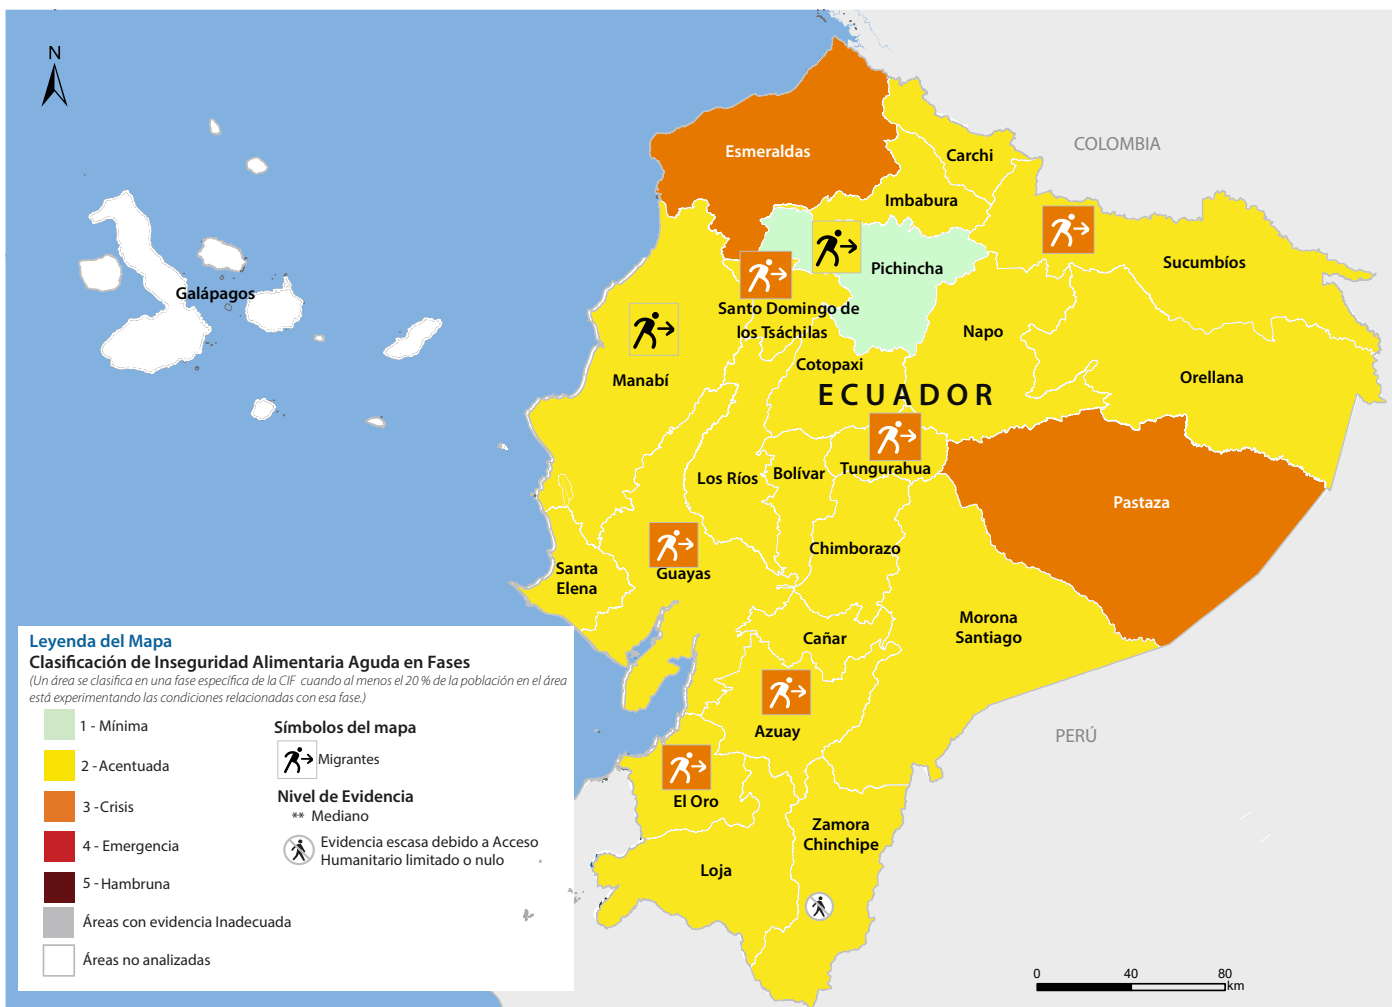 N
COLOMBIA
Esmeraldas
Carchi
Imbabura
Pichincha
Sucumbíos
Galápagos
Santo Domingo de
los Tsáchilas
Napo
Cotopaxi
Manabí
Orellana
ECUADOR
Tungurahua
Bolívar
Los Ríos
Pastaza
Chimborazo
Guayas
Santa
Elena
Morona
Santiago
Cañar
Azuay
PERÚ
El Oro
Zamora
Chinchipe
Loja
Leyenda del Mapa
Clasificación de Inseguridad Alimentaria Aguda en Fases
(Un área se clasifica en una fase específica de la CIF cuando al menos el 20 % de la población en el área
está experimentando las condiciones relacionadas con esa fase.)
1 - Mínima
2 - Acentuada
3 - Crisis
4 - Emergencia
5 - Hambruna
Áreas con evidencia Inadecuada
Áreas no analizadas
Símbolos del mapa
Migrantes
Nivel de Evidencia
** Mediano
Evidencia escasa debido a Acceso
Humanitario limitado o nulo
0 40 80
km